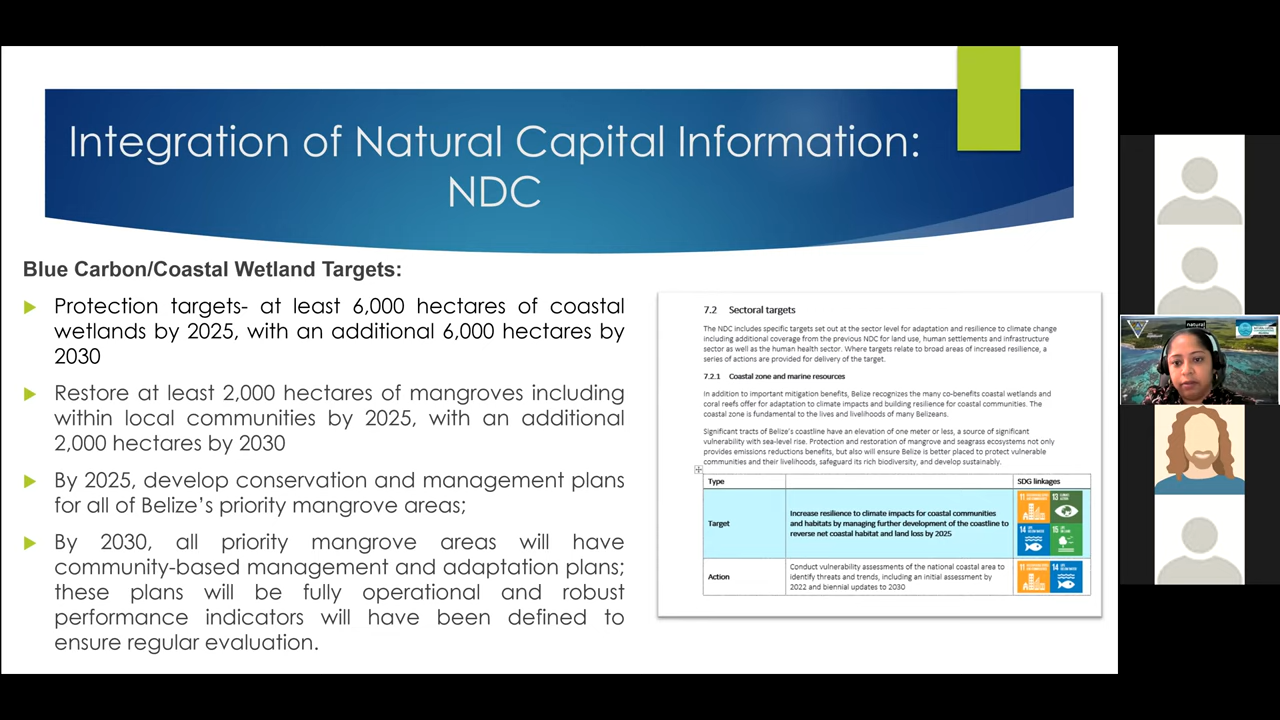 Integration of Natural Capital Information:
NDC
Blue Carbon/Coastal Wetland Targets:
Protection targets- at least 6,000 hectares of coastal
wetlands by 2025, with an additional 6,000 hectares by
2030
Restore at least 2,000 hectares of mangroves including
within local communities by 2025, with an additional
2,000 hectares by 2030
By 2025, develop conservation and management plans
for all of Belize's priority mangrove areas;
By 2030, all priority mangrove areas will have
community-based management and adaptation plans;
these plans will be fully operational and robust
performance indicators will have been defined to
ensure regular evaluation.
7.2 Sectoral targets
The NDC includes specific targets set out at the sector level for adaptation and resilience to climate change
including additional coverage from the previous NDC for land use, human settlements and infrastructure
sector as well as the human health sector. Where targets relate to broad areas of increased resilience, a
series of actions are provided for delivery of the target.
7.2.1 Coastal zone and marine resources
In addition to important mitigation benefits, Belize recognizes the many co-benefits coastal wetlands and
coral reefs offer for adaptation to climate impacts and building resilience for coastal communities. The
coastal zone is fundamental to the lives and livelihoods of many Belizeans.
Significant tracts of Belize's coastline have an elevation of one meter or less, a source of significant
vulnerability with sea-level rise. Protection and restoration of mangrove and seagrass ecosystems not only
provides emissions reductions benefits, but also will ensure Belize is better placed to protect vulnerable
communities and their livelihoods, safeguard its rich biodiversity, and develop sustainably.
Type SDG linkages
Target
Increase resilience to climate impacts for coastal communities
and habitats by managing further development of the coastline to
reverse net coastal habitat and land loss by 2025
11 13
14 15
Action
Conduct vulnerability assessments of the national coastal area to
identify threats and trends, including an initial assessment by
2022 and biennial updates to 2030
11 14
natural